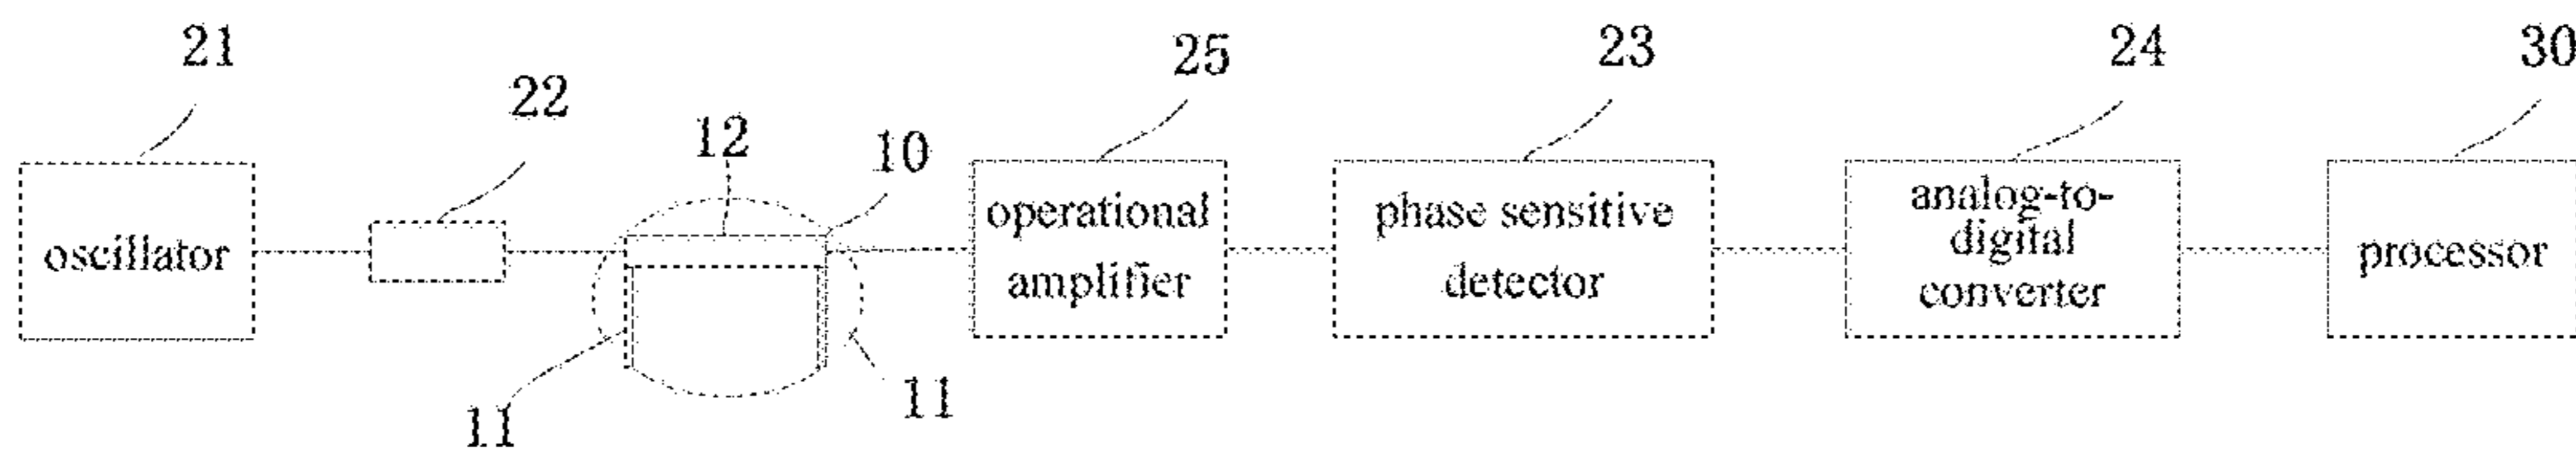 21
22
12
10
25
23
24
30
oscillator
operational
amplifier
phase sensitive
detector
analog-to-
digital
converter
processor
11
11